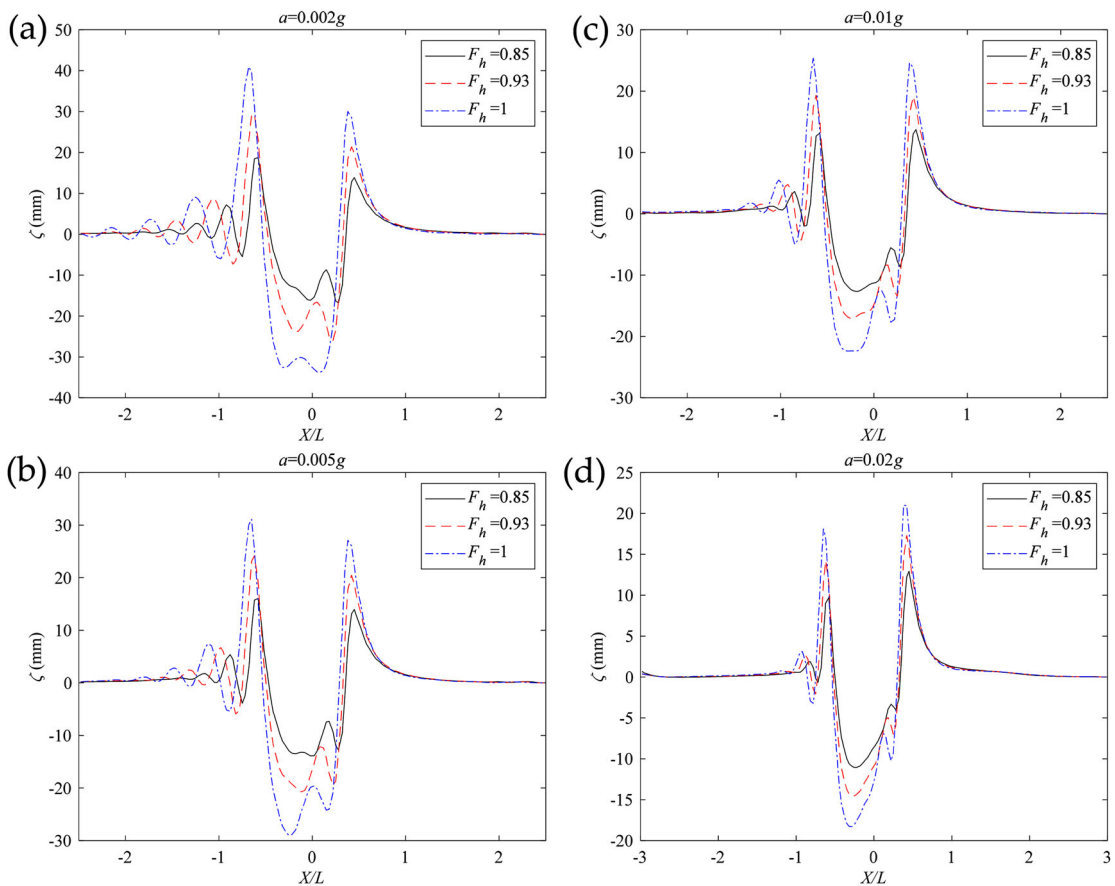 (a)
a=0.002g
50
40
30
20
10
0
-10
-20
-30
-40
ζ (mm)
-2
-1
0
1
2
X/L
F_h=0.85
F_h=0.93
F_h=1
(c)
a=0.01g
30
20
10
0
-10
-20
-30
ζ (mm)
-2
-1
0
1
2
X/L
F_h=0.85
F_h=0.93
F_h=1
(b)
a=0.005g
40
30
20
10
0
-10
-20
-30
ζ (mm)
-2
-1
0
1
2
X/L
F_h=0.85
F_h=0.93
F_h=1
(d)
a=0.02g
25
20
15
10
5
0
-5
-10
-15
-20
ζ (mm)
-3
-2
-1
0
1
2
3
X/L
F_h=0.85
F_h=0.93
F_h=1